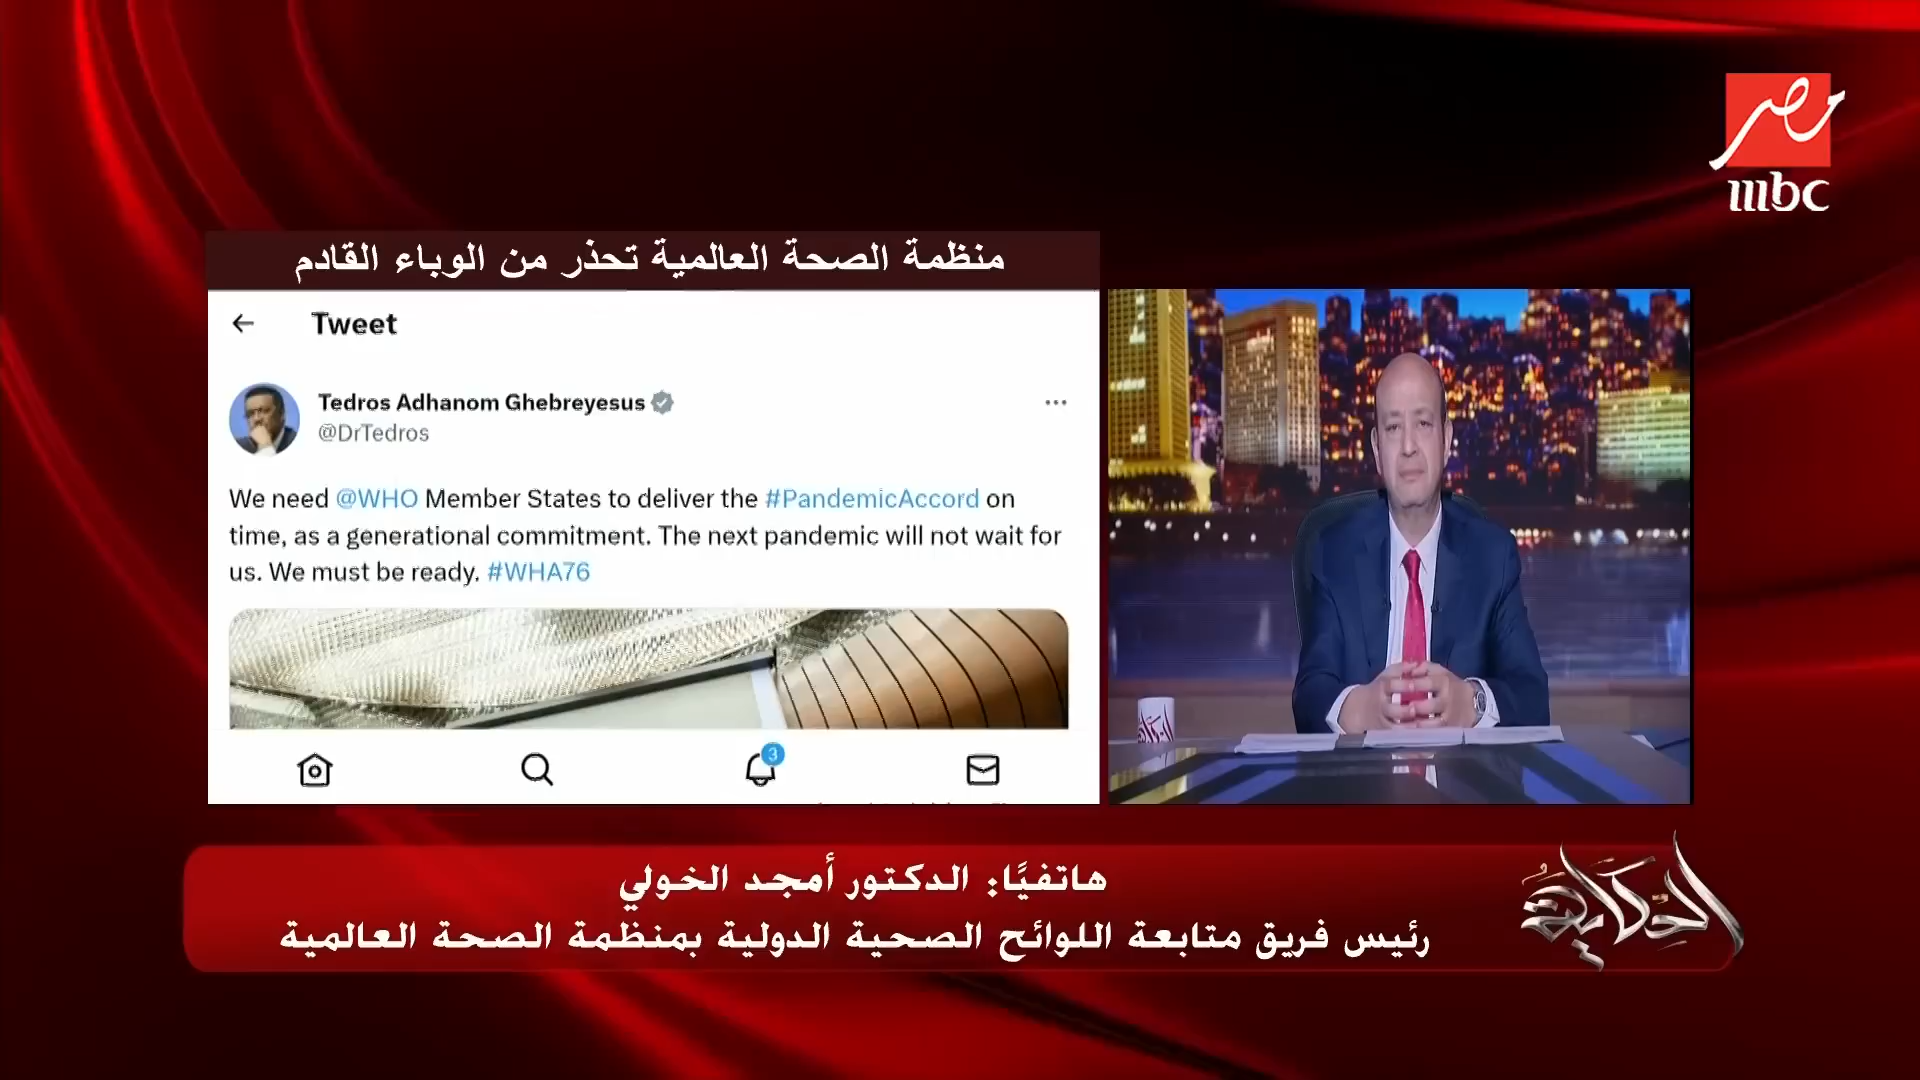 مصر
mbc
منظمة الصحة العالمية تحذر من الوباء القادم
Tweet
Tedros Adhanom Ghebreyesus
@DrTedros
We need @WHO Member States to deliver the #PandemicAccord on
time, as a generational commitment. The next pandemic will not wait for
us. We must be ready. #WHA76
3
هاتفيًا: الدكتور أمجد الخولي
رئيس فريق متابعة اللوائح الصحية الدولية بمنظمة الصحة العالمية
الحكاية